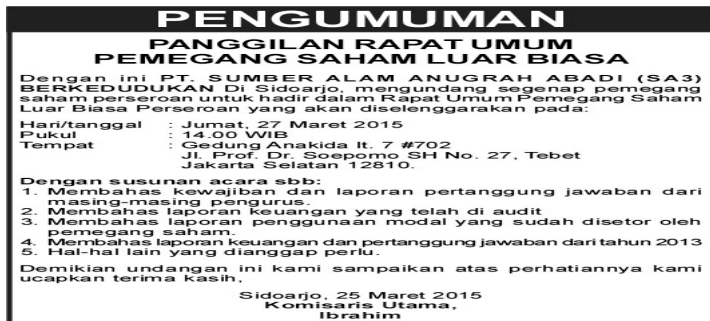 PENGUMUMAN
PANGGILAN RAPAT UMUM
PEMEGANG SAHAM LUAR BIASA
Dengan ini PT. SUMBER ALAM ANUGRAH ABADI (SA3)
BERKEDUDUKAN Di Sidoarjo, mengundang segenap pemegang
saham perseroan untuk hadir dalam Rapat Umum Pemegang Saham
Luar Biasa Perseroan yang akan diselenggarakan pada:
Hari/tanggal : Jumat, 27 Maret 2015
Pukul : 14.00 WIB
Tempat : Gedung Anakida lt. 7 #702
Jl. Prof. Dr. Soepomo SH No. 27, Tebet
Jakarta Selatan 12810.
Dengan susunan acara sbb:
1. Membahas kewajiban dan laporan pertanggung jawaban dari
masing-masing pengurus.
2. Membahas laporan keuangan yang telah di audit
3. Membahas laporan penggunaan modal yang sudah disetor oleh
pemegang saham.
4. Membahas laporan keuangan dan pertanggung jawaban dari tahun 2013
5. Hal-hal lain yang dianggap perlu.
Demikian undangan ini kami sampaikan atas perhatiannya kami
ucapkan terima kasih,
Sidoarjo, 25 Maret 2015
Komisaris Utama,
Ibrahim